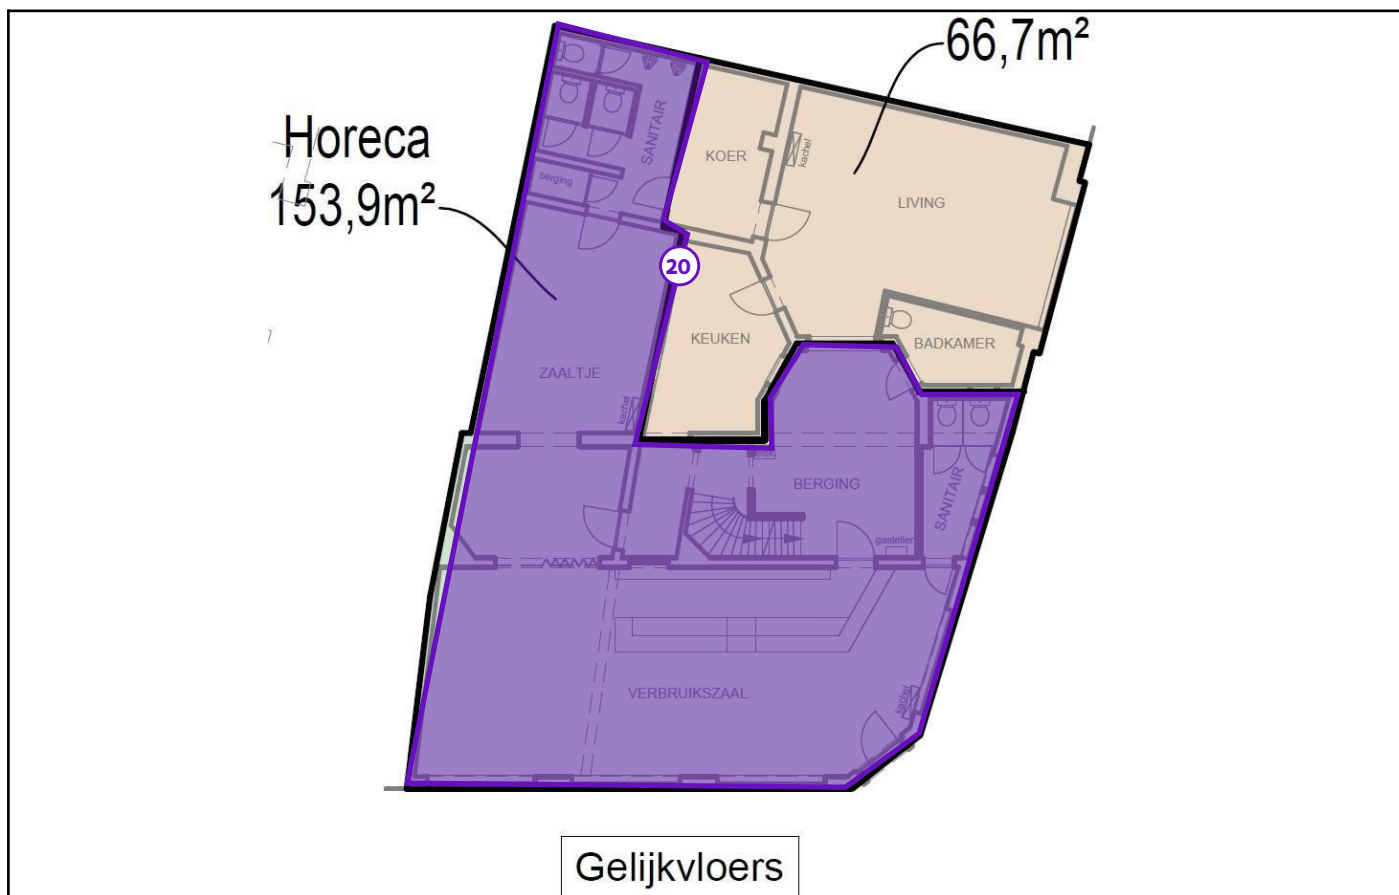 66,7m²
Horeca
153,9m²
SANITAIR
KOER
kachel
berging
LIVING
20
KEUKEN
BADKAMER
ZAALTJE
kachel
BERGING
SANITAIR
gasteller
VERBRUIKSZAAL
kachel
Gelijkvloers